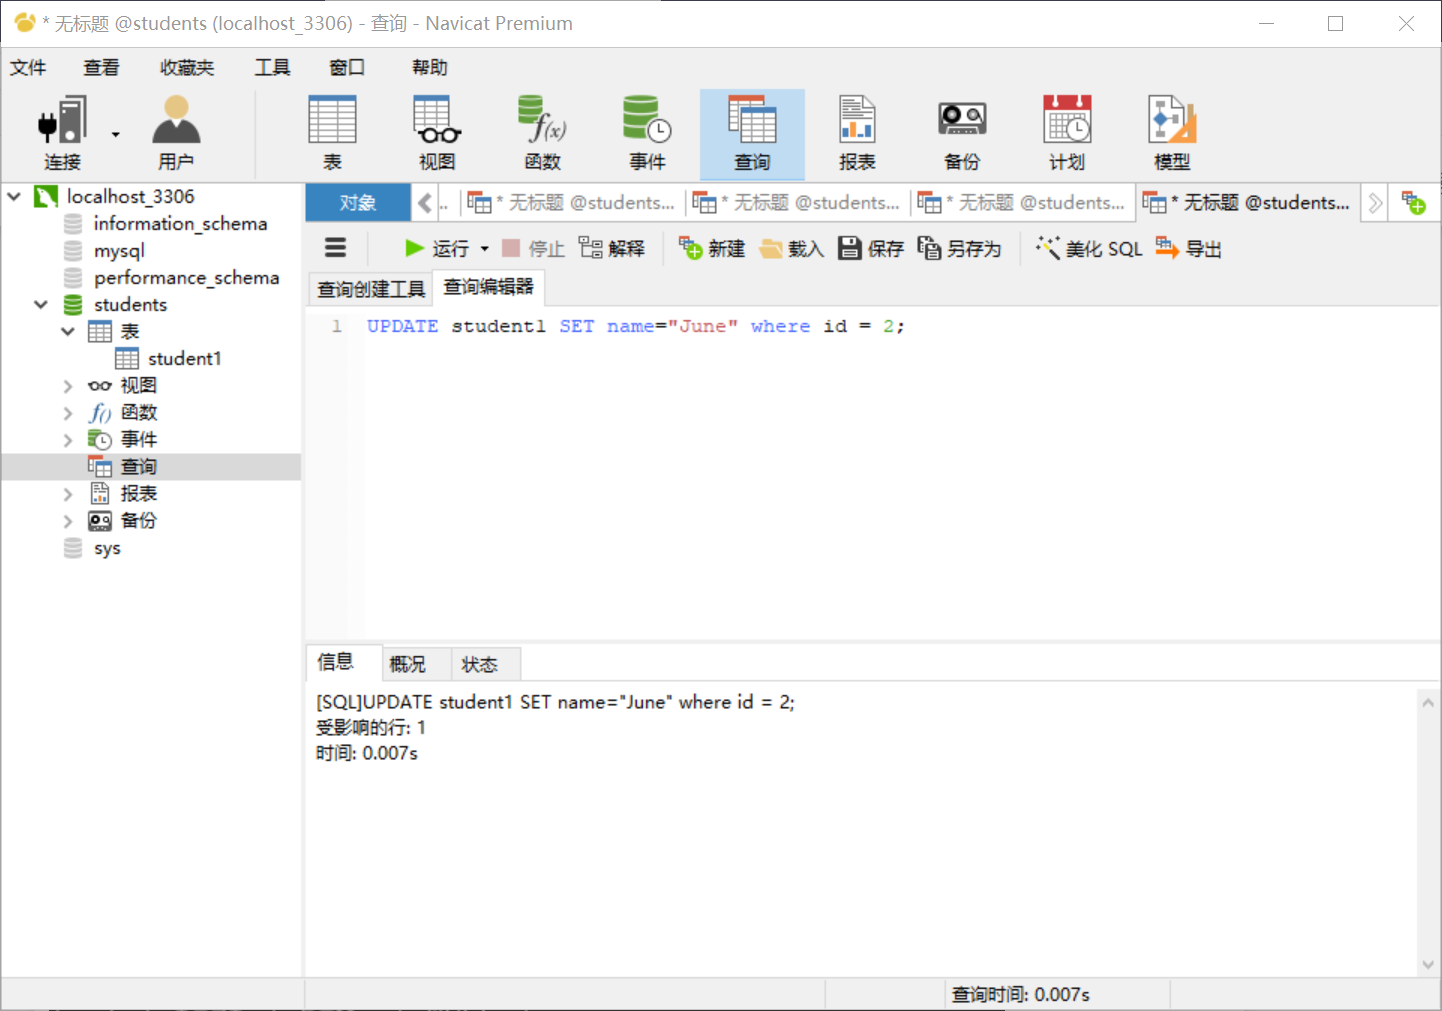 * 无标题 @students (localhost_3306) - 查询 - Navicat Premium
文件 查看 收藏夹 工具 窗口 帮助
连接 用户 表 视图 函数 事件 查询 报表 备份 计划 模型
localhost_3306
information_schema
mysql
performance_schema
students
表
student1
视图
函数
事件
查询
报表
备份
sys
对象 .. * 无标题 @students... * 无标题 @students... * 无标题 @students... * 无标题 @students...
运行 停止 解释 新建 载入 保存 另存为 美化 SQL 导出
查询创建工具 查询编辑器
1 UPDATE student1 SET name="June" where id = 2;
信息 概况 状态
[SQL]UPDATE student1 SET name="June" where id = 2;
受影响的行: 1
时间: 0.007s
查询时间: 0.007s